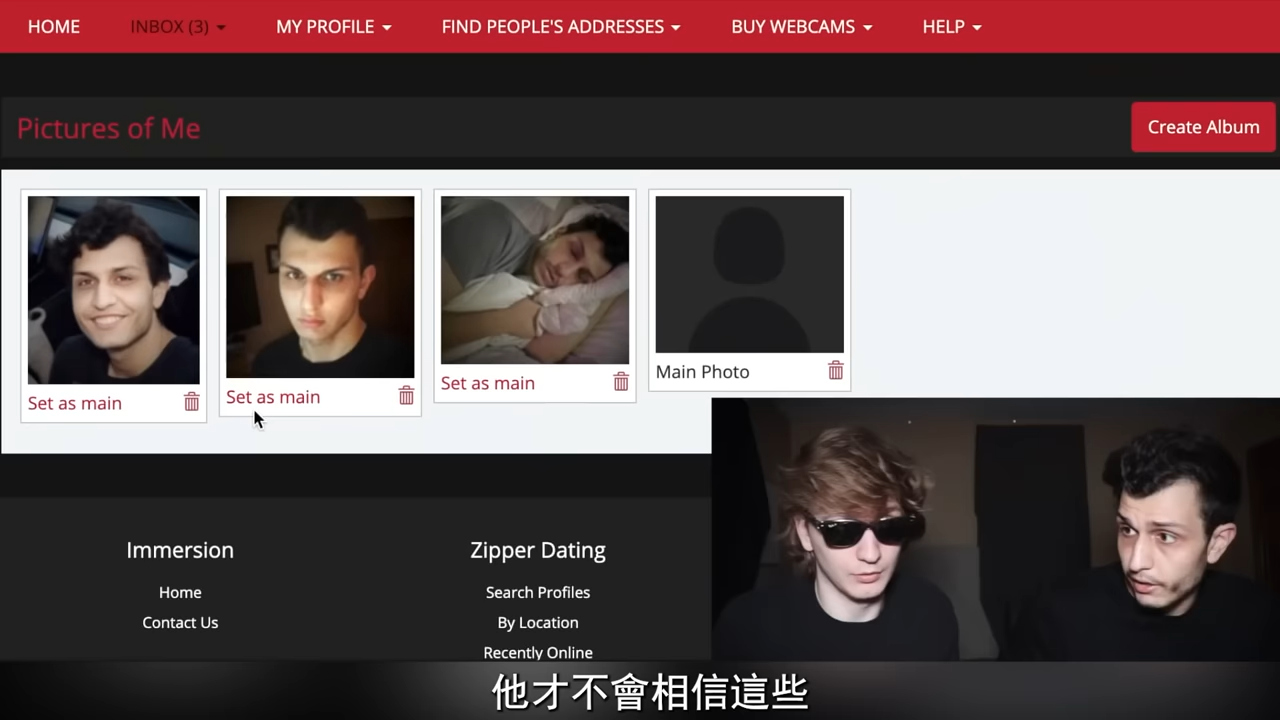 HOME INBOX (3) MY PROFILE FIND PEOPLE'S ADDRESSES BUY WEBCAMS HELP
Pictures of Me
Create Album
Set as main
Set as main
Set as main
Main Photo
Immersion
Home
Contact Us
Zipper Dating
Search Profiles
By Location
Recently Online
他才不會相信這些